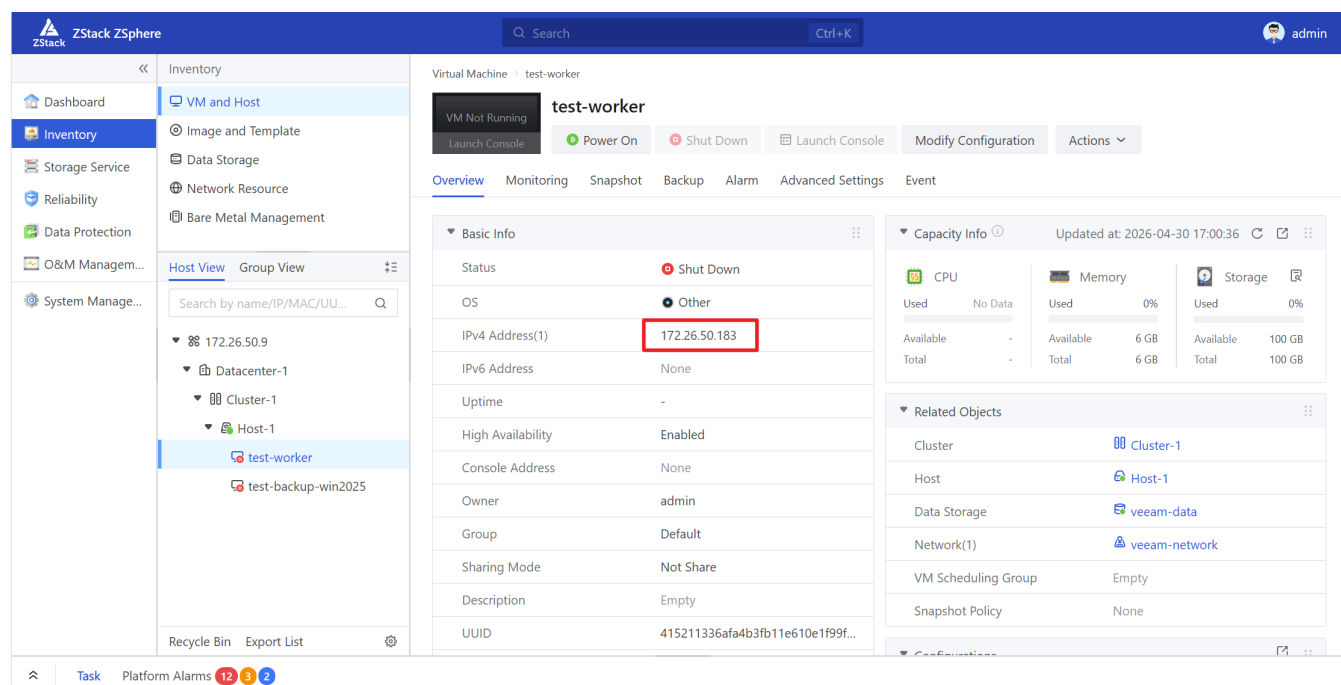 ZStack
ZStack ZSphere
Search
Ctrl+K
admin
Dashboard
Inventory
Storage Service
Reliability
Data Protection
O&M Managem...
System Manage...
Inventory
VM and Host
Image and Template
Data Storage
Network Resource
Bare Metal Management
Host View Group View
Search by name/IP/MAC/UU...
172.26.50.9
Datacenter-1
Cluster-1
Host-1
test-worker
test-backup-win2025
Recycle Bin Export List
Virtual Machine test-worker
VM Not Running
Launch Console
test-worker
Power On Shut Down Launch Console Modify Configuration Actions
Overview Monitoring Snapshot Backup Alarm Advanced Settings Event
Basic Info
Status Shut Down
OS Other
IPv4 Address(1) 172.26.50.183
IPv6 Address None
Uptime -
High Availability Enabled
Console Address None
Owner admin
Group Default
Sharing Mode Not Share
Description Empty
UUID 415211336afa4b3fb11e610e1f99f...
Capacity Info Updated at: 2026-04-30 17:00:36
CPU Memory Storage
Used No Data Used 0% Used 0%
Available - Available 6 GB Available 100 GB
Total - Total 6 GB Total 100 GB
Related Objects
Cluster Cluster-1
Host Host-1
Data Storage veeam-data
Network(1) veeam-network
VM Scheduling Group Empty
Snapshot Policy None
Configurations
Task Platform Alarms 12 3 2